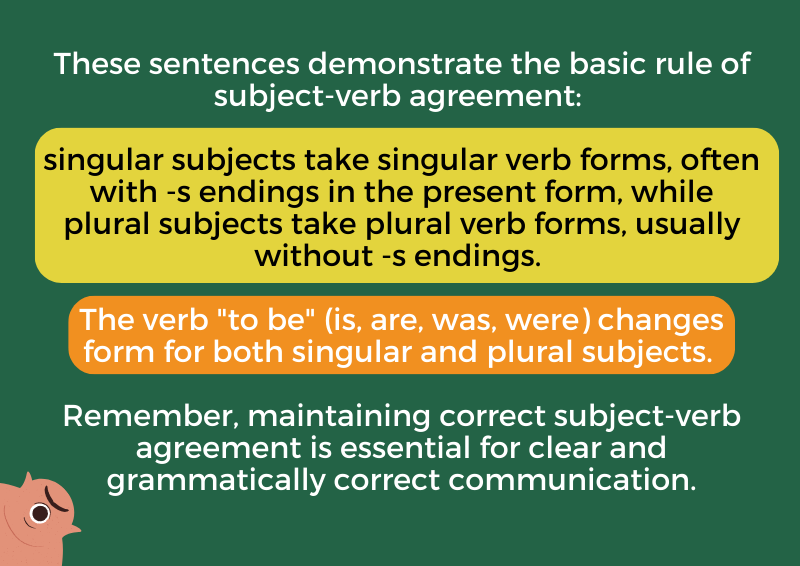 These sentences demonstrate the basic rule of
subject-verb agreement:
singular subjects take singular verb forms, often
with -s endings in the present form, while
plural subjects take plural verb forms, usually
without -s endings.
The verb "to be" (is, are, was, were) changes
form for both singular and plural subjects.
Remember, maintaining correct subject-verb
agreement is essential for clear and
grammatically correct communication.